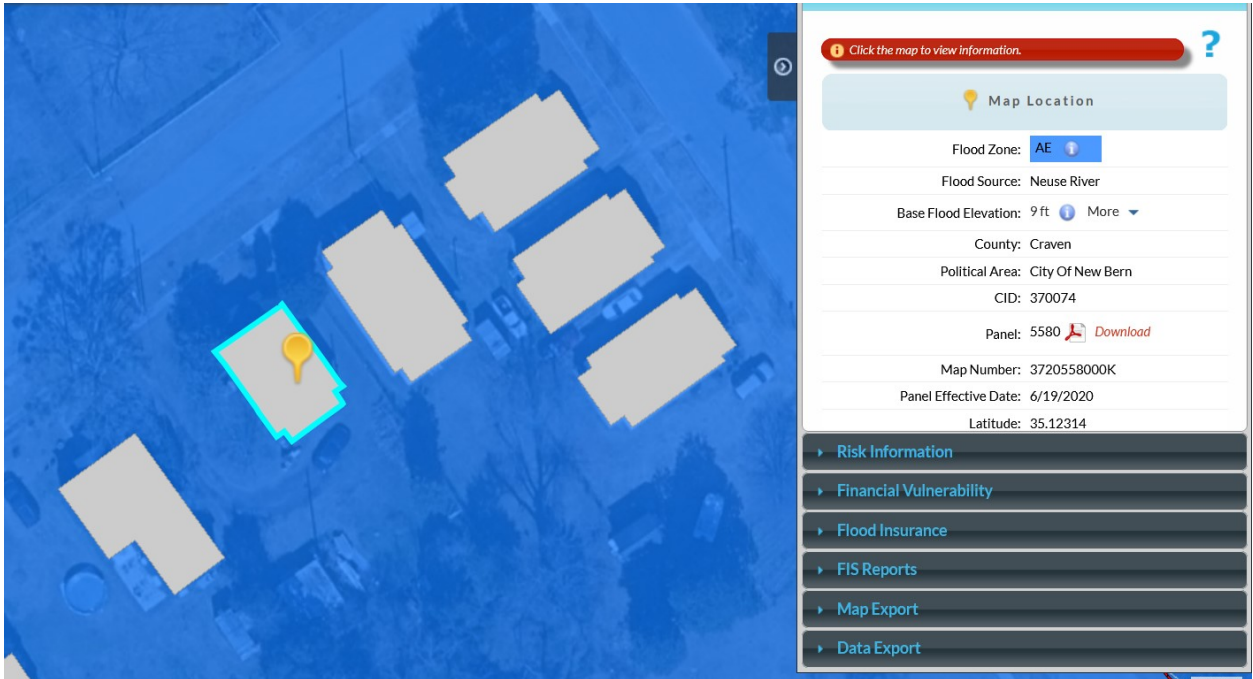 Click the map to view information.
?
Map Location
Flood Zone: AE
Flood Source: Neuse River
Base Flood Elevation: 9 ft More
County: Craven
Political Area: City Of New Bern
CID: 370074
Panel: 5580 Download
Map Number: 3720558000K
Panel Effective Date: 6/19/2020
Latitude: 35.12314
Risk Information
Financial Vulnerability
Flood Insurance
FIS Reports
Map Export
Data Export